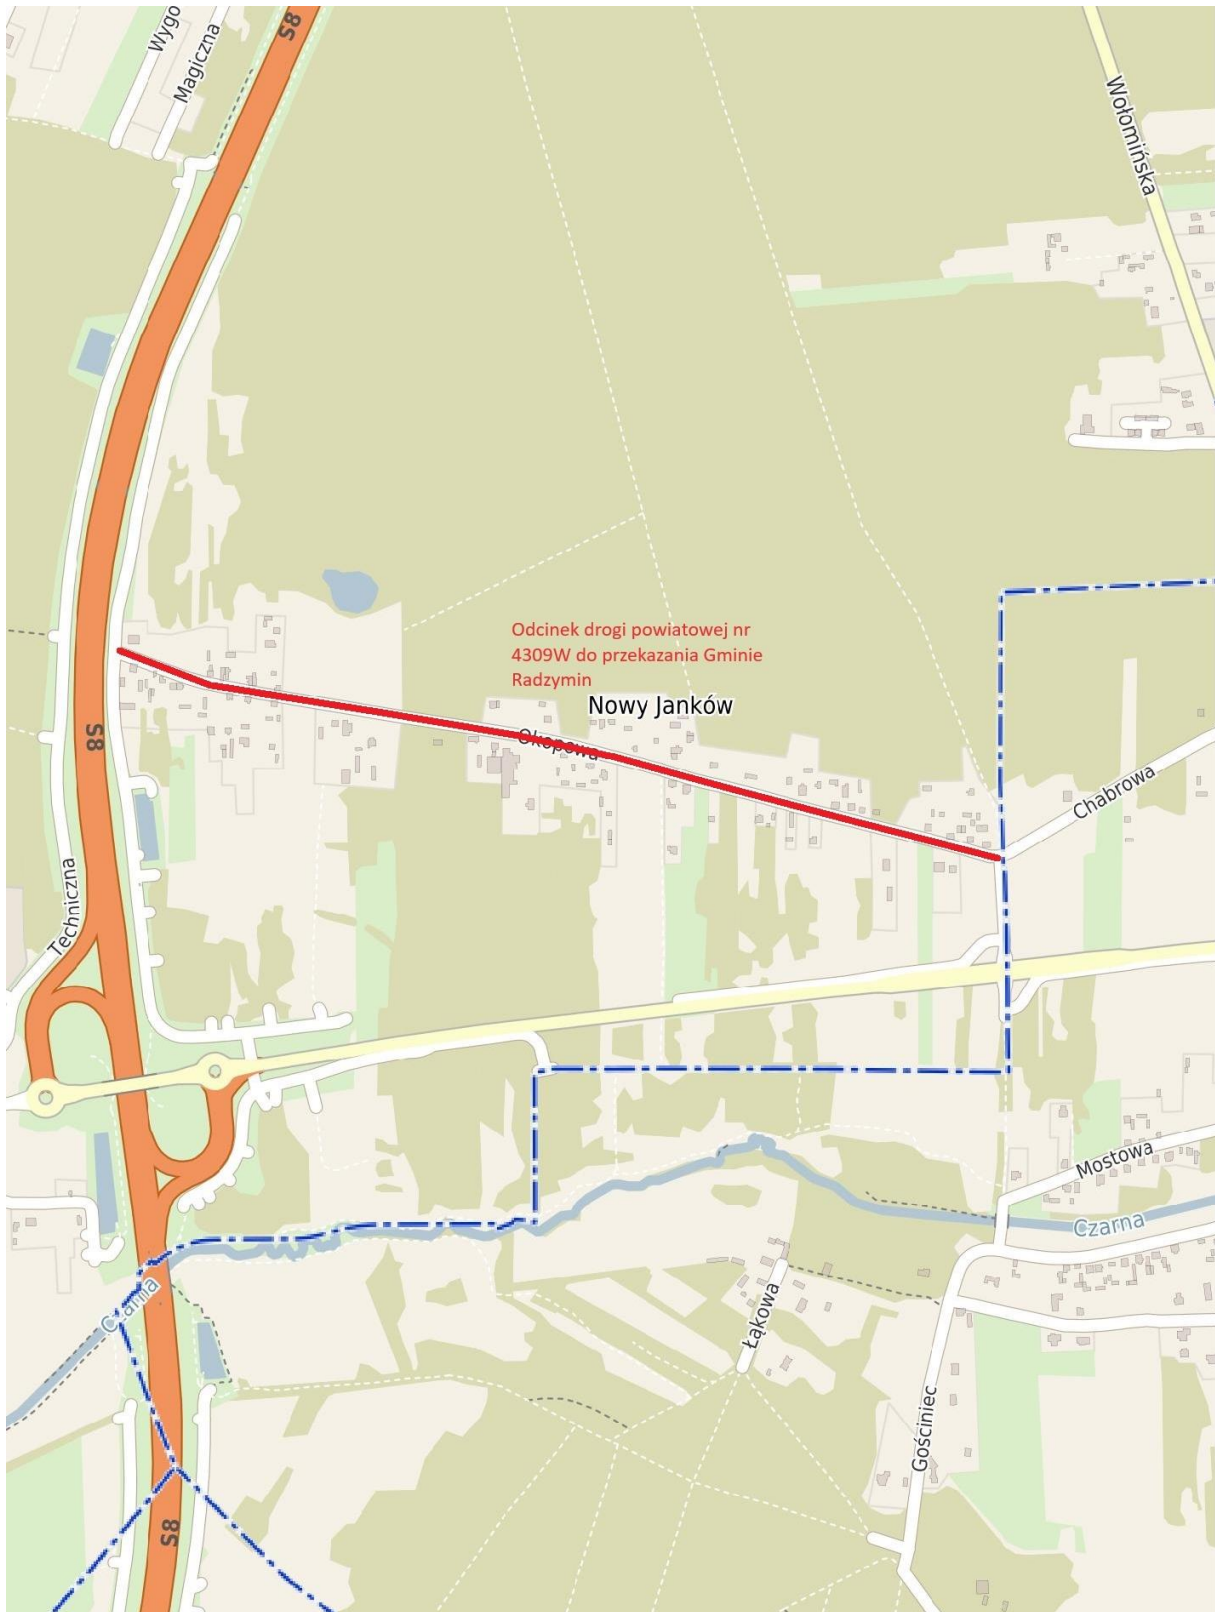 Wygo
Magiczna
S8
Wołomińska
Odcinek drogi powiatowej nr
4309W do przekazania Gminie
Radzymin
Nowy Janków
Okopowa
S8
Chabrowa
Techniczna
Mostowa
Czarna
Czarna
Łąkowa
Gościniec
S8